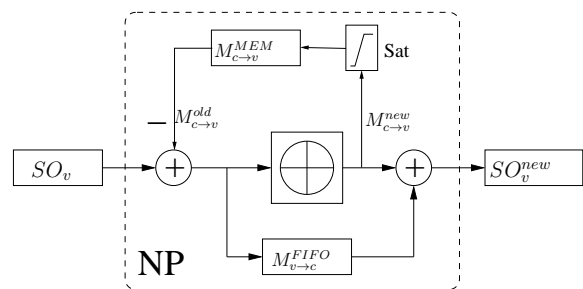 M_{c→v}^{MEM}
Sat
− M_{c→v}^{old}
M_{c→v}^{new}
SO_v
+
+
SO_v^{new}
NP
M_{v→c}^{FIFO}